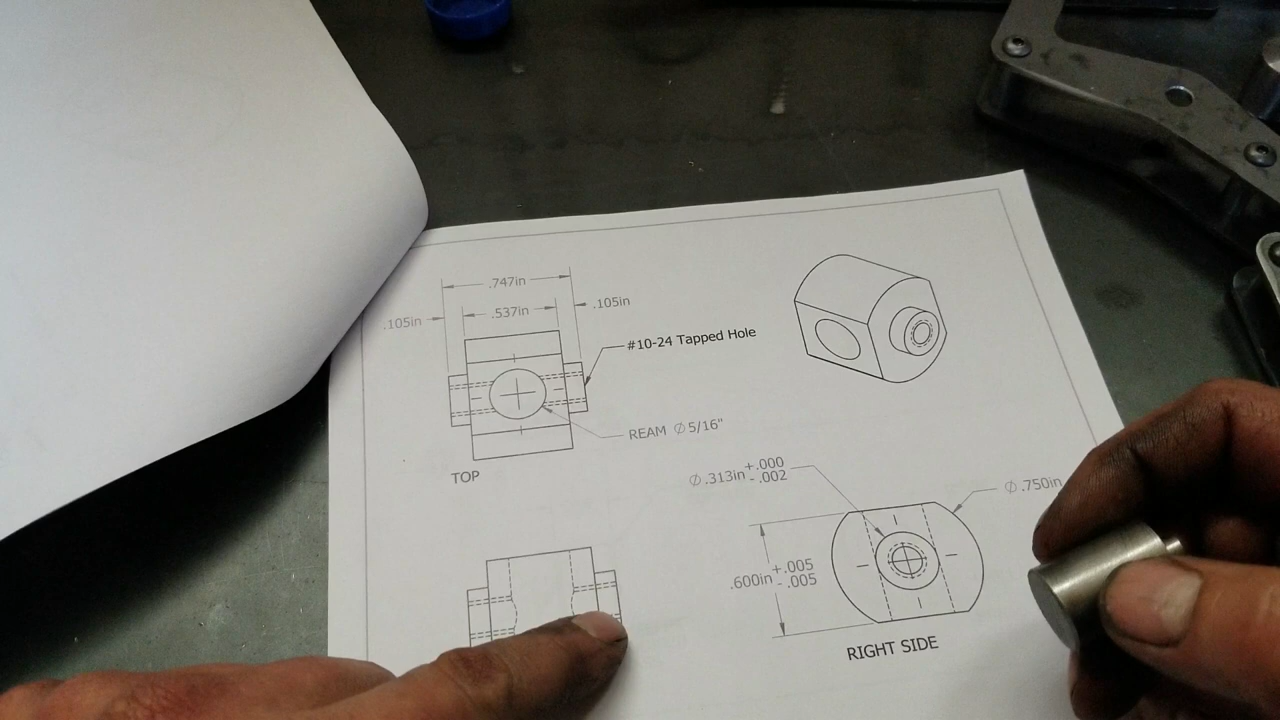 .747in
.537in
.105in
.105in
#10-24 Tapped Hole
REAM ∅5/16"
TOP
∅.313in +.000
- .002
∅.750in
.600in +.005
- .005
RIGHT SIDE